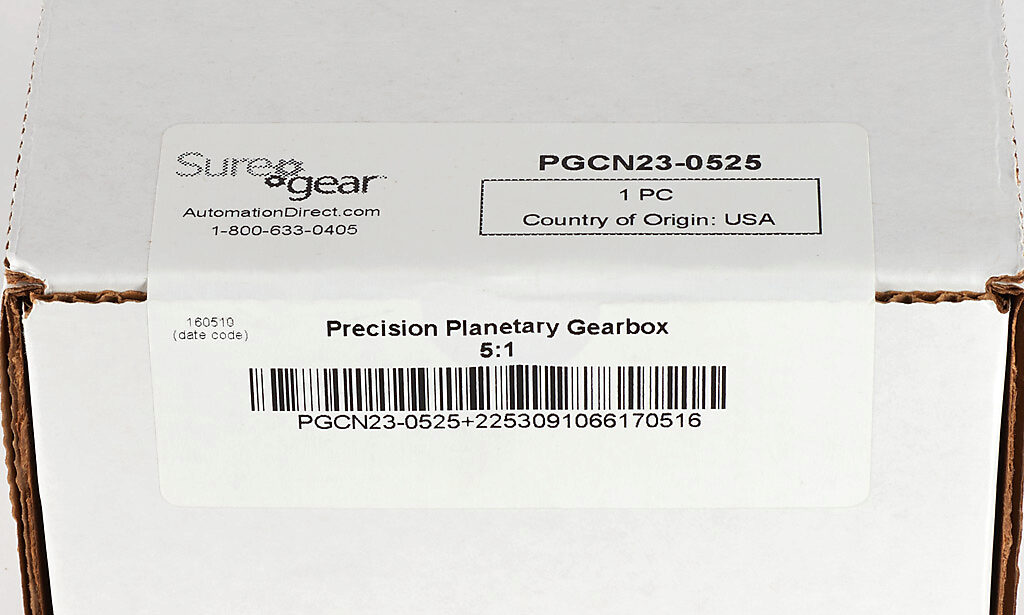 Sure gear
AutomationDirect.com
1-800-633-0405
PGCN23-0525
1 PC
Country of Origin: USA
160510
(date code)
Precision Planetary Gearbox
5:1
PGCN23-0525+2253091066170516